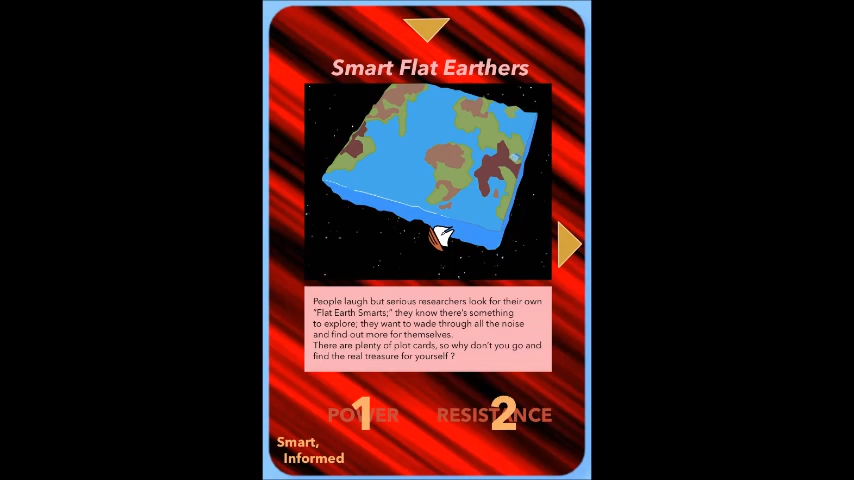 Smart Flat Earthers
People laugh but serious researchers look for their own
"Flat Earth Smarts;" they know there's something
to explore; they want to wade through all the noise
and find out more for themselves.
There are plenty of plot cards, so why don't you go and
find the real treasure for yourself ?
POWER 1 RESISTANCE 2
Smart,
Informed